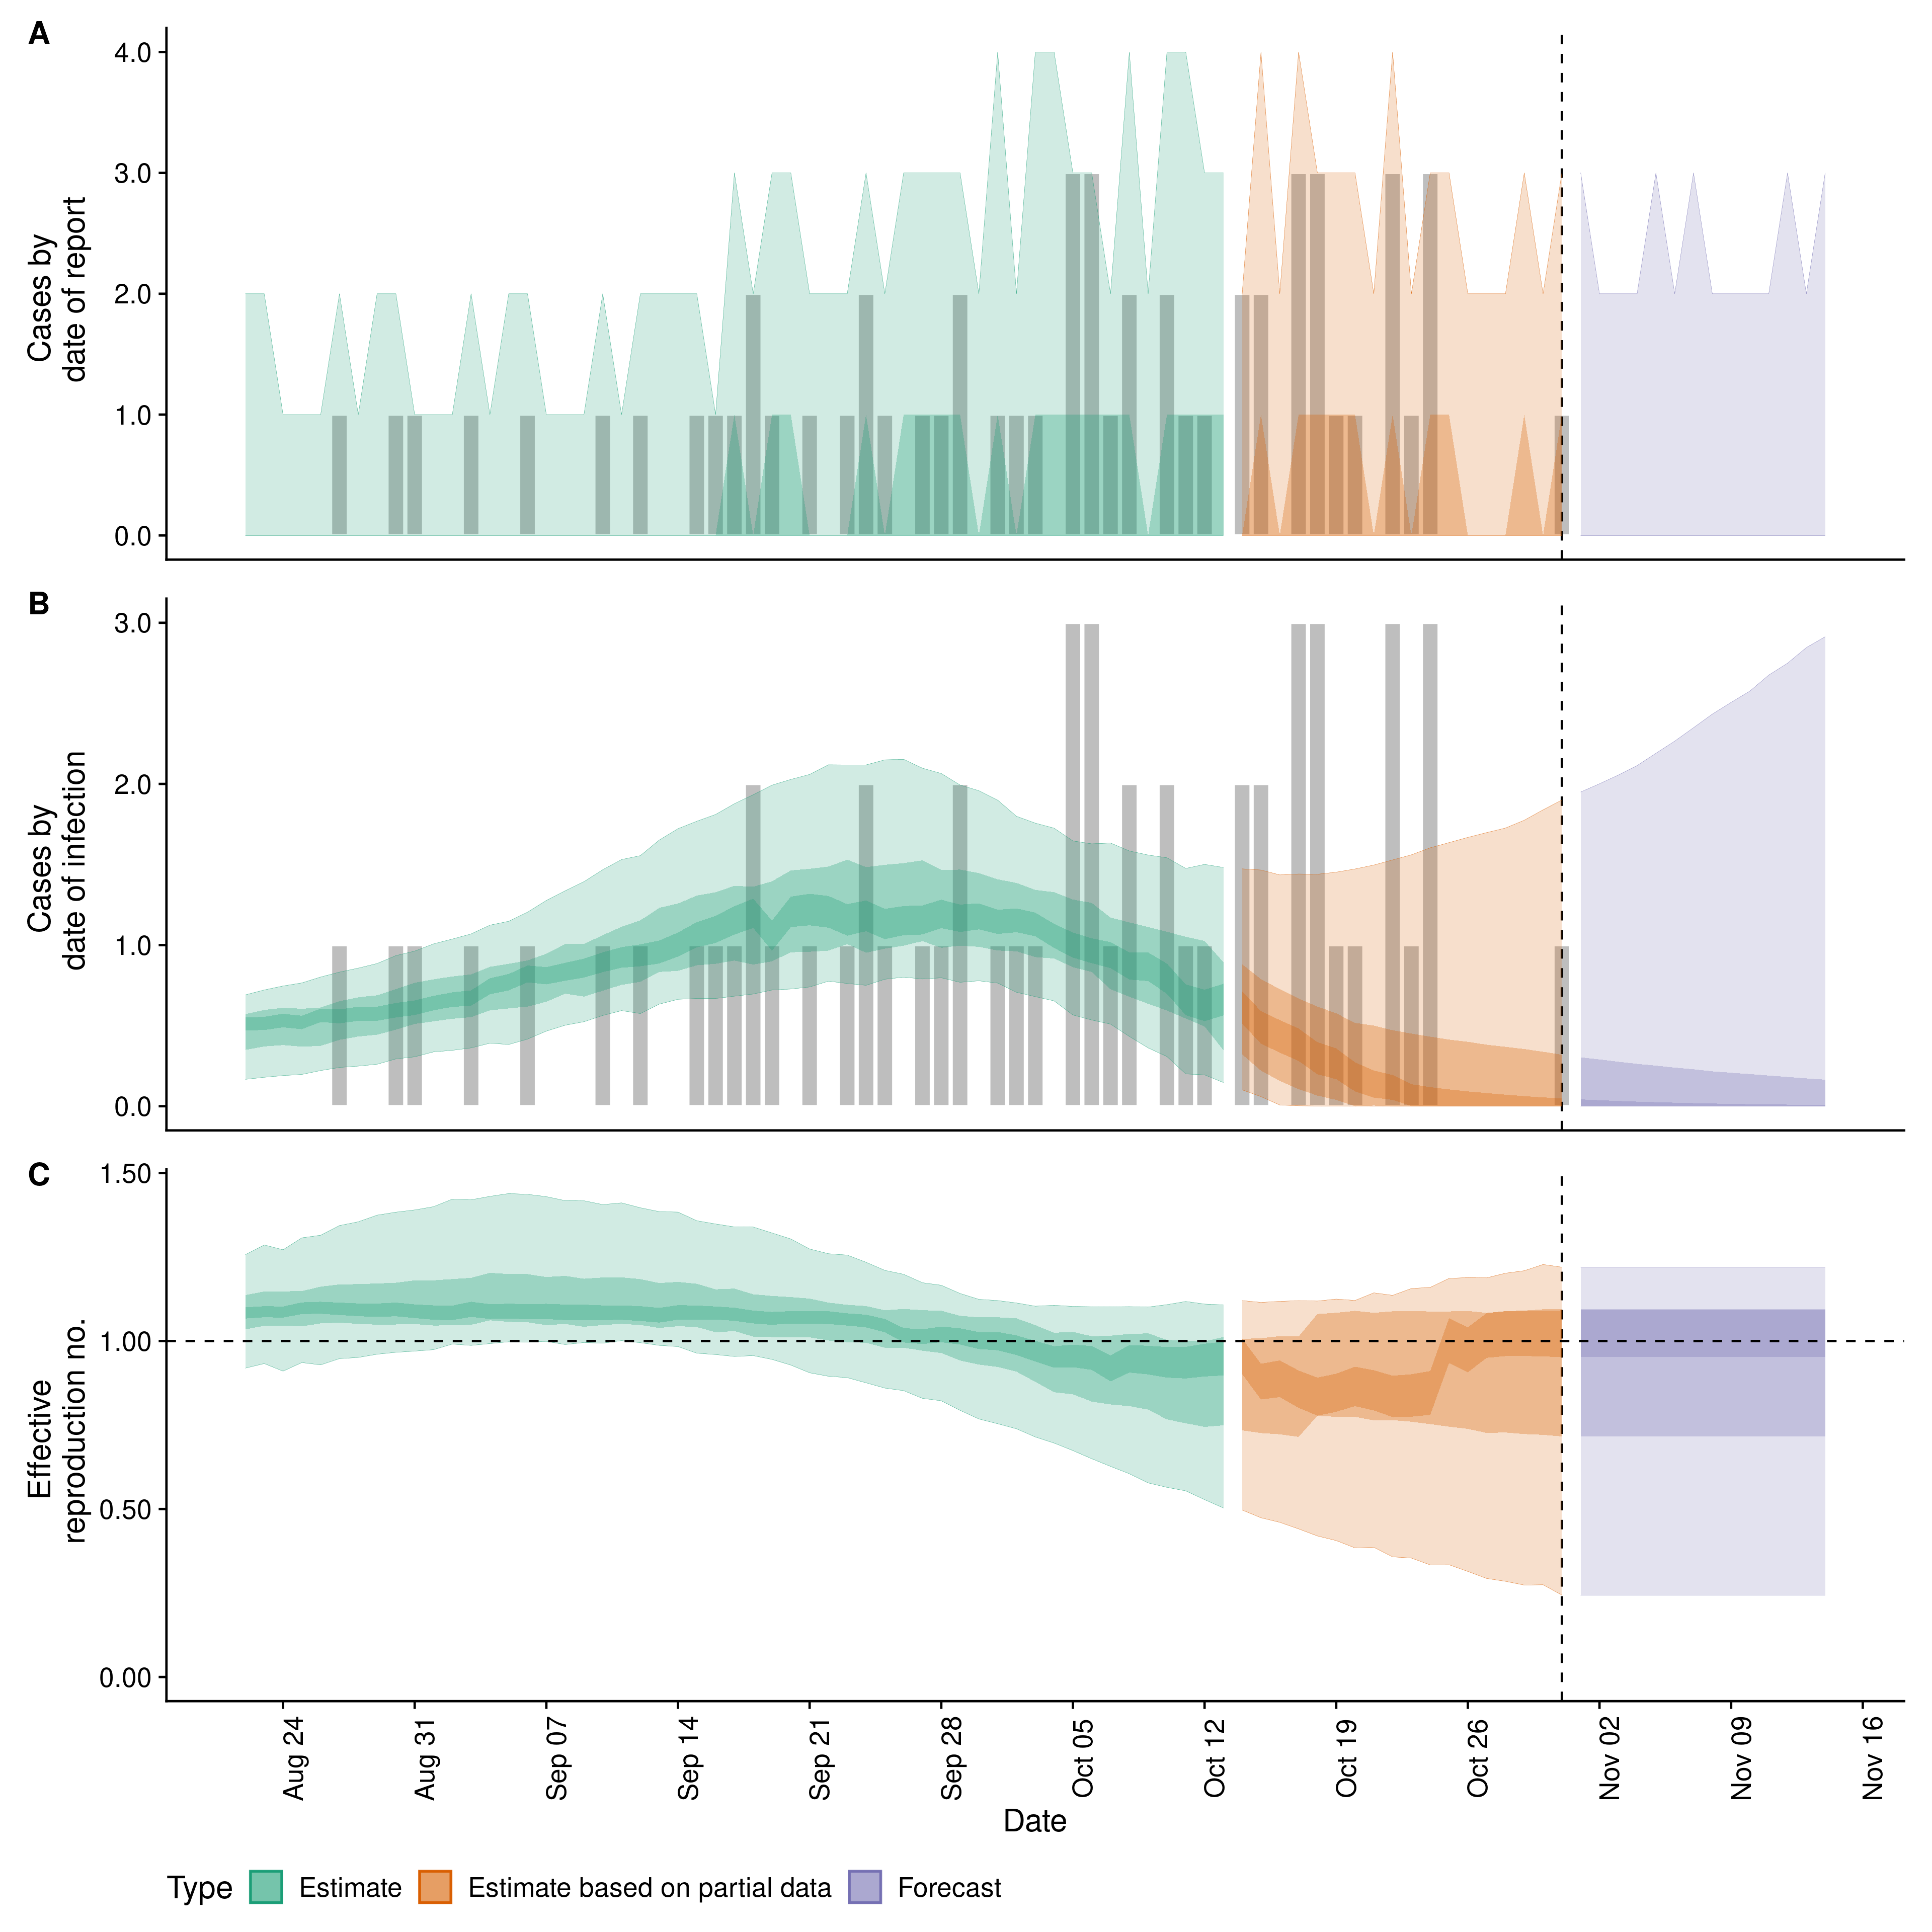 A
Cases by
date of report
4.0
3.0
2.0
1.0
0.0
B
Cases by
date of infection
3.0
2.0
1.0
0.0
C
Effective
reproduction no.
1.50
1.00
0.50
0.00
Aug 24
Aug 31
Sep 07
Sep 14
Sep 21
Sep 28
Oct 05
Oct 12
Oct 19
Oct 26
Nov 02
Nov 09
Nov 16
Date
Type
Estimate
Estimate based on partial data
Forecast